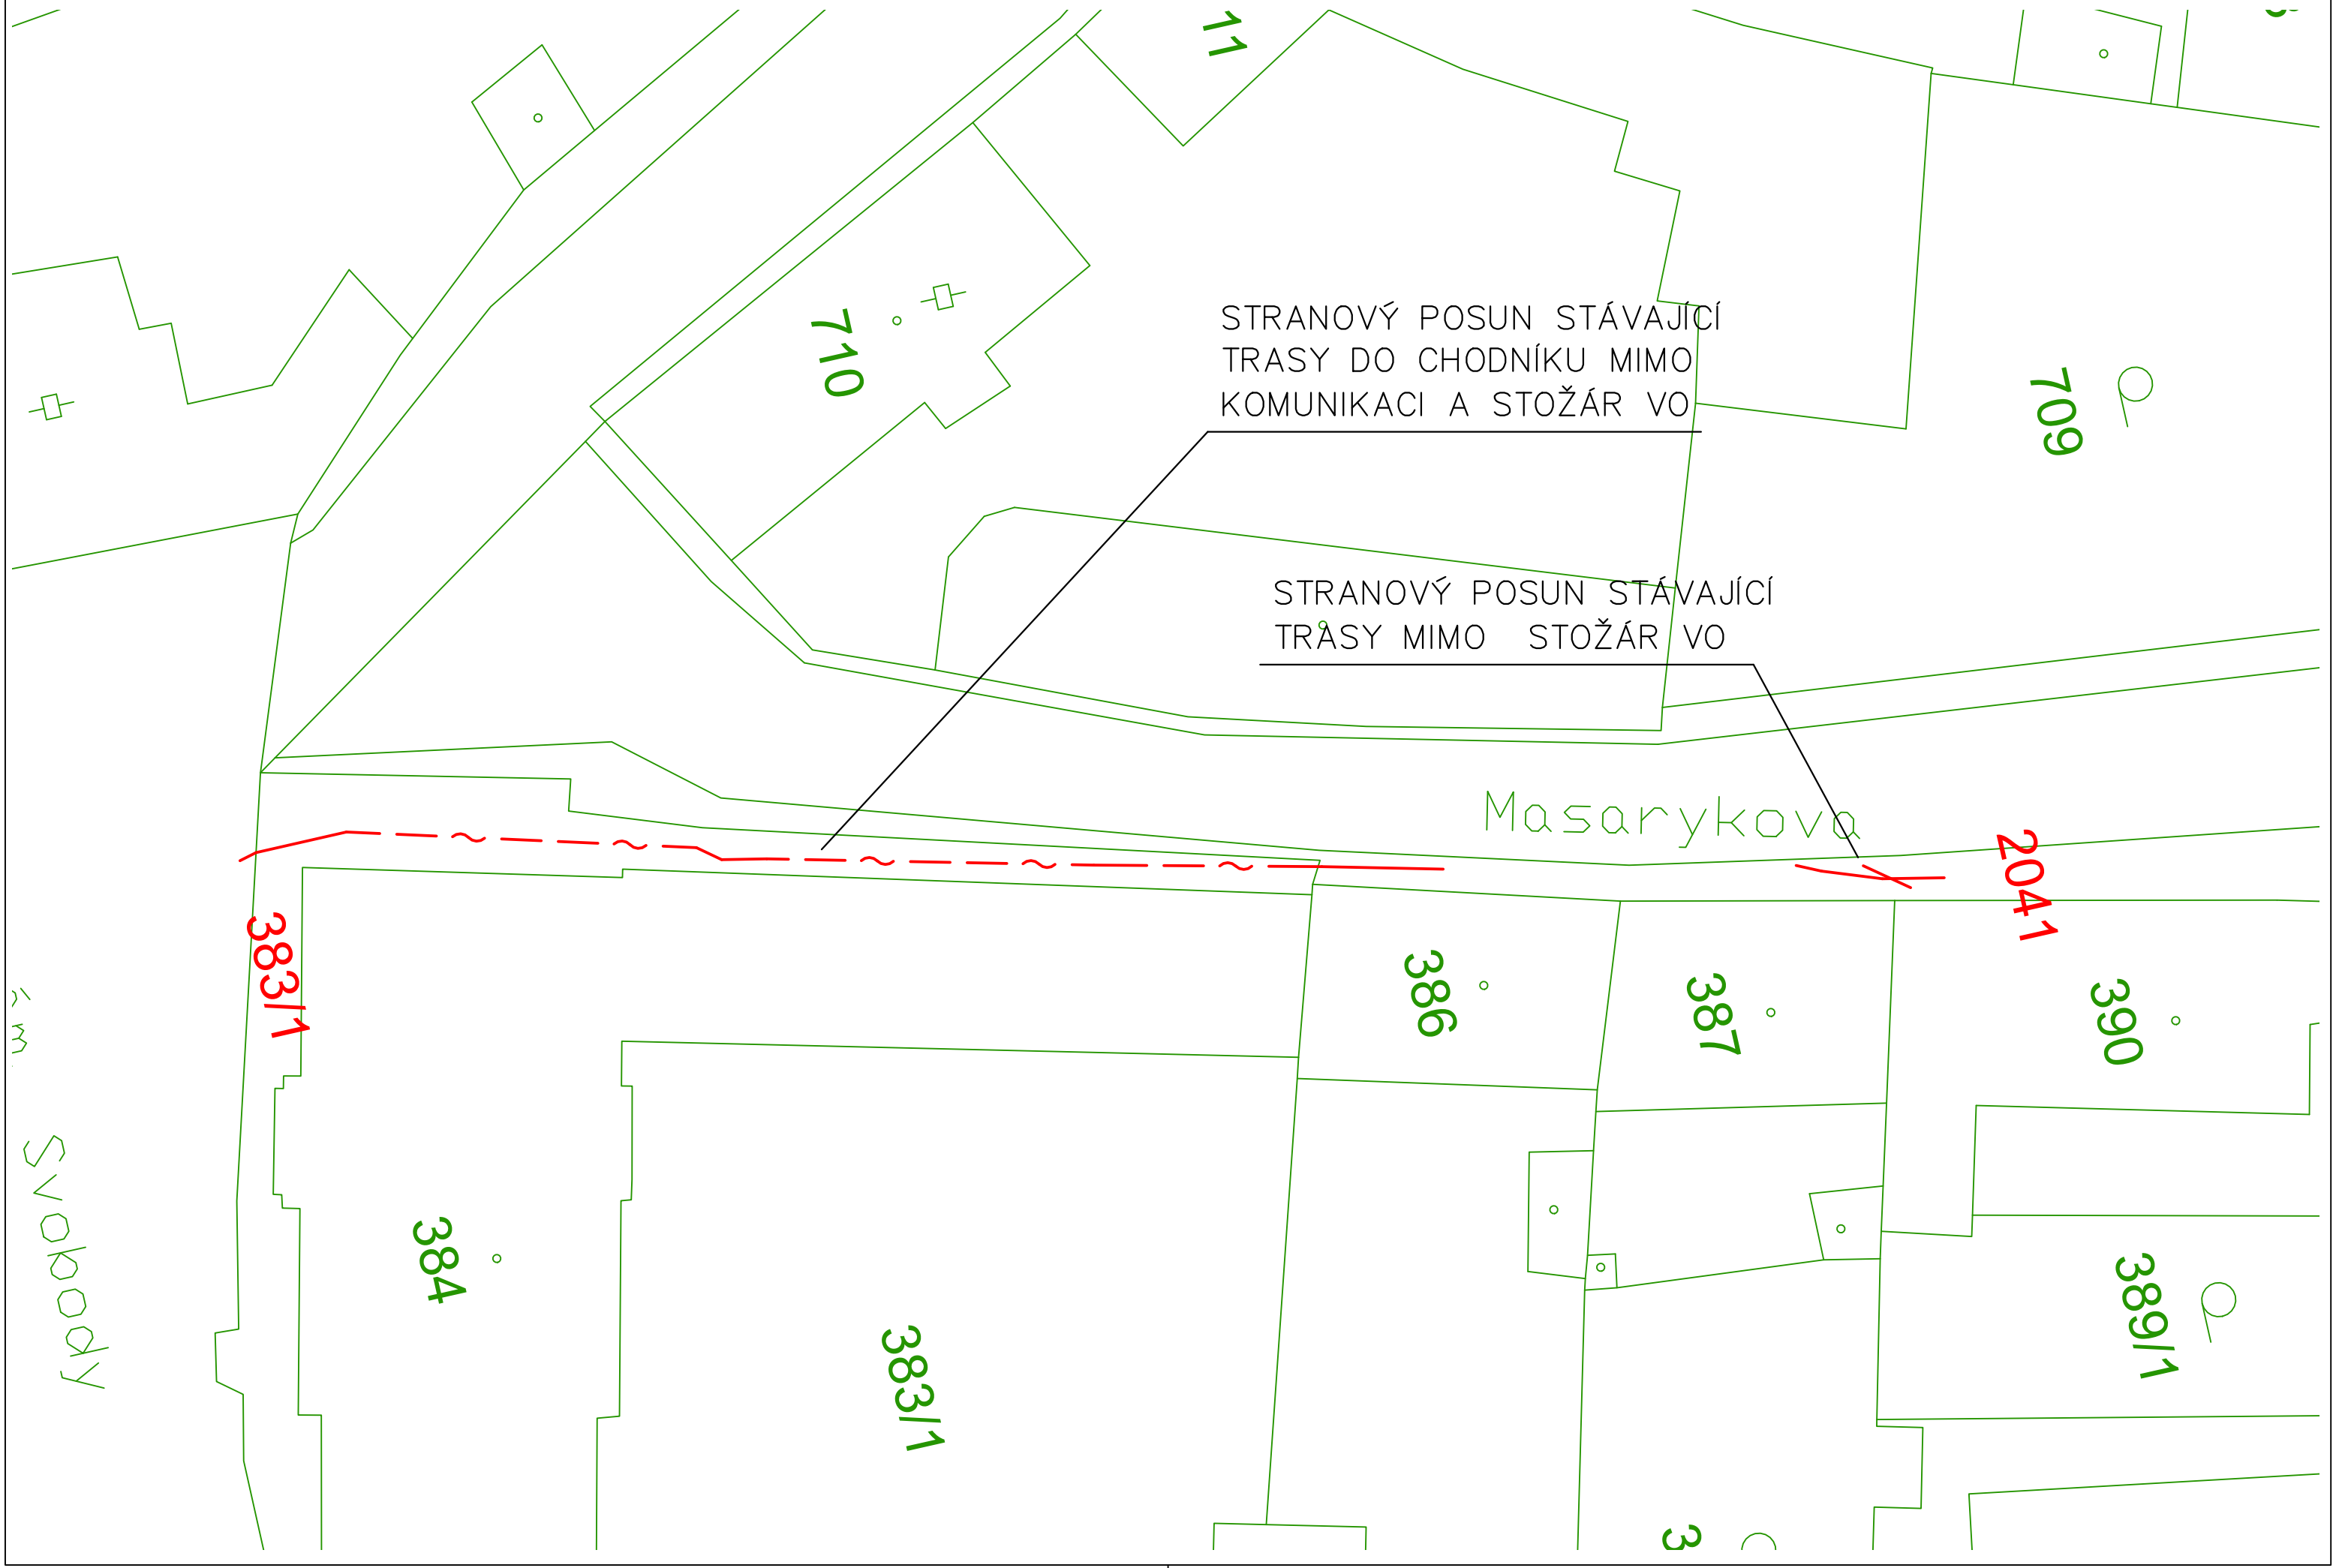 11
710
STRANOVÝ POSUN STÁVAJÍCÍ
TRASY DO CHODNÍKU MIMO
KOMUNIKACI A STOŽÁR VO
709
STRANOVÝ POSUN STÁVAJÍCÍ
TRASY MIMO STOŽÁR VO
Masarykova
2041
383/1
386
387
390
Svobody
384
383/1
389/1
3